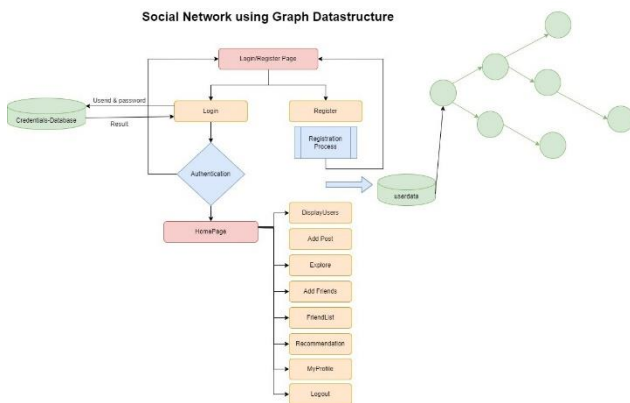 Social Network using Graph Datastructure
Login/Register Page
Userid & password
Login
Register
Credentials-Database
Result
Registration
Process
Authentication
userdata
DisplayUsers
HomePage
Add Post
Explore
Add Friends
FriendList
Recommendation
MyProfile
Logout